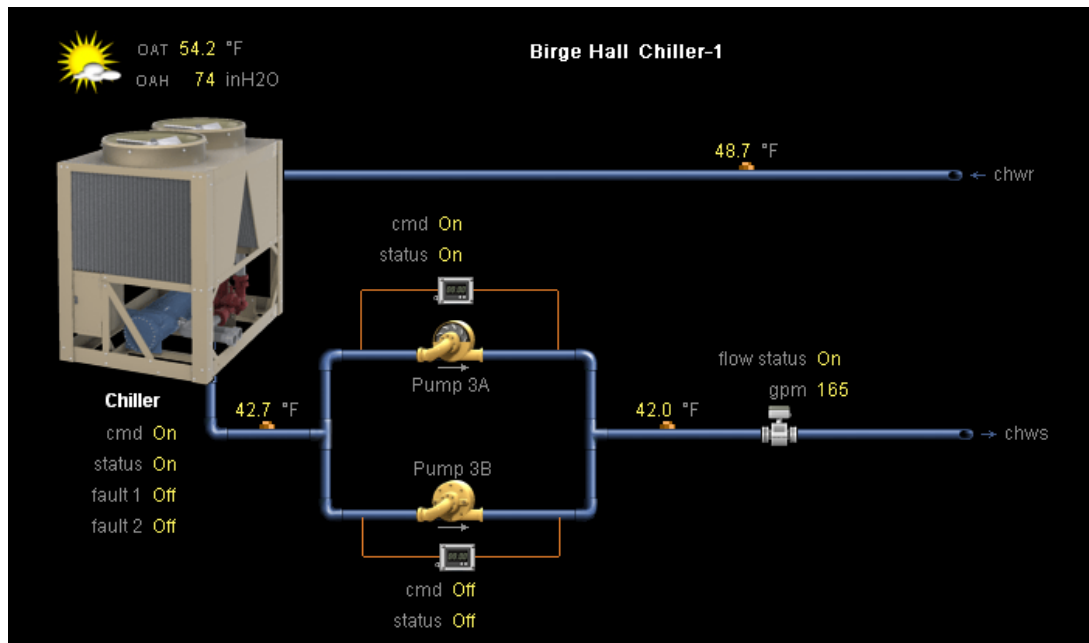 OAT 54.2 °F
OAH 74 inH2O
Birge Hall Chiller-1
48.7 °F
← chwr
cmd On
status On
Pump 3A
flow status On
gpm 165
Chiller
42.7 °F
42.0 °F
→ chws
cmd On
status On
fault 1 Off
fault 2 Off
Pump 3B
cmd Off
status Off